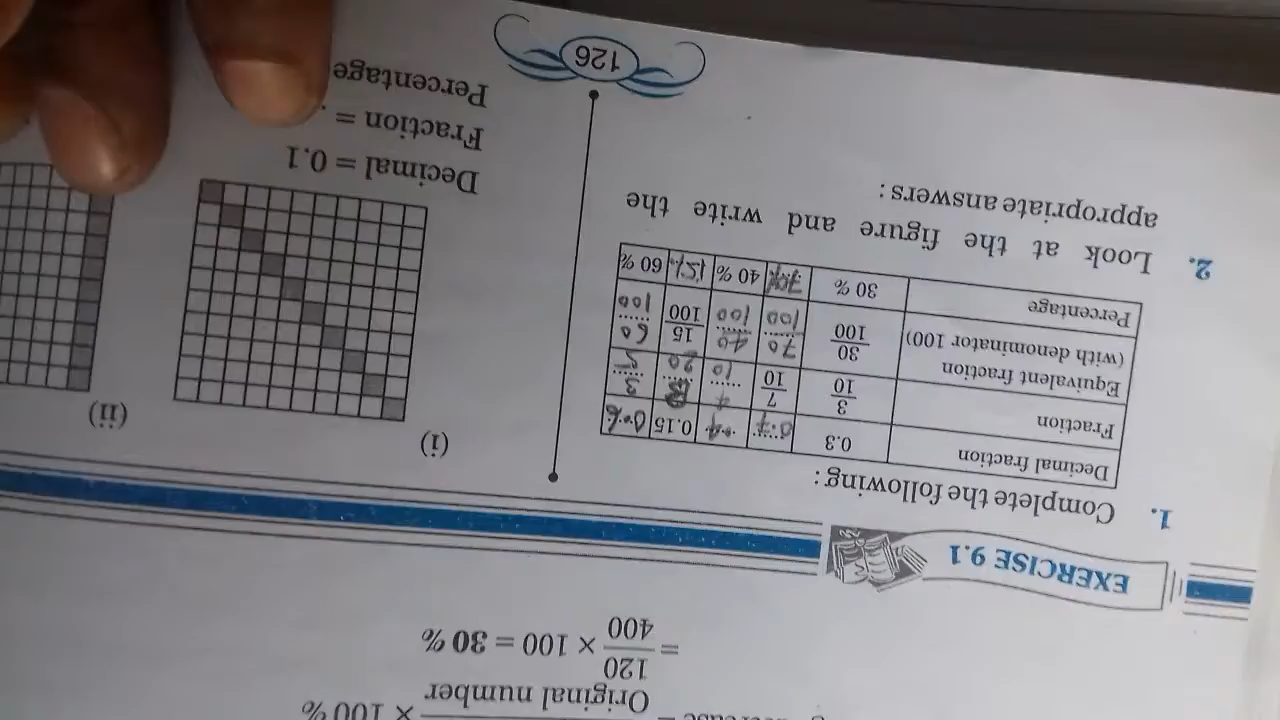 Original number × 100%
= 120/400 × 100 = 30 %
EXERCISE 9.1
1. Complete the following :
Decimal fraction 0.3 0.7 0.15 0.6
Fraction 3/10 7/10 3/5
Equivalent fraction (with denominator 100) 30/100 70/100 40/100 15/100 60/100
Percentage 30 % 40 % 15% 60 %
2. Look at the figure and write the
appropriate answers :
(i)
Decimal = 0.1
Fraction =
Percentage
(ii)
126